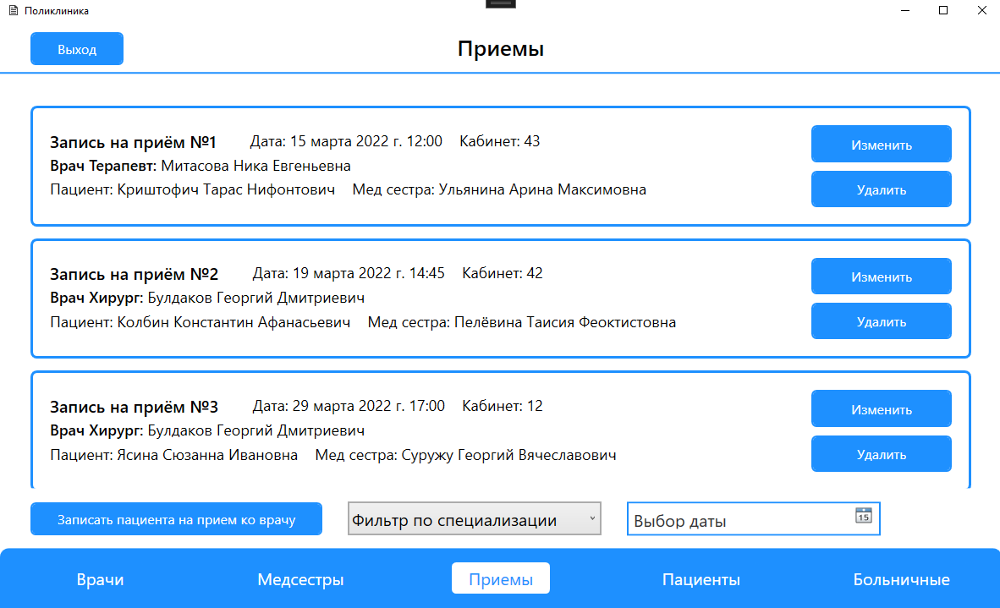 Поликлиника
Выход
Приемы
Запись на приём №1 Дата: 15 марта 2022 г. 12:00 Кабинет: 43
Врач Терапевт: Митасова Ника Евгеньевна
Пациент: Криштофич Тарас Нифонтович Мед сестра: Ульянина Арина Максимовна
Изменить
Удалить
Запись на приём №2 Дата: 19 марта 2022 г. 14:45 Кабинет: 42
Врач Хирург: Булдаков Георгий Дмитриевич
Пациент: Колбин Константин Афанасьевич Мед сестра: Пелёвина Таисия Феоктистовна
Изменить
Удалить
Запись на приём №3 Дата: 29 марта 2022 г. 17:00 Кабинет: 12
Врач Хирург: Булдаков Георгий Дмитриевич
Пациент: Ясина Сюзанна Ивановна Мед сестра: Суружу Георгий Вячеславович
Изменить
Удалить
Записать пациента на прием ко врачу
Фильтр по специализации
Выбор даты
15
Врачи Медсестры Приемы Пациенты Больничные